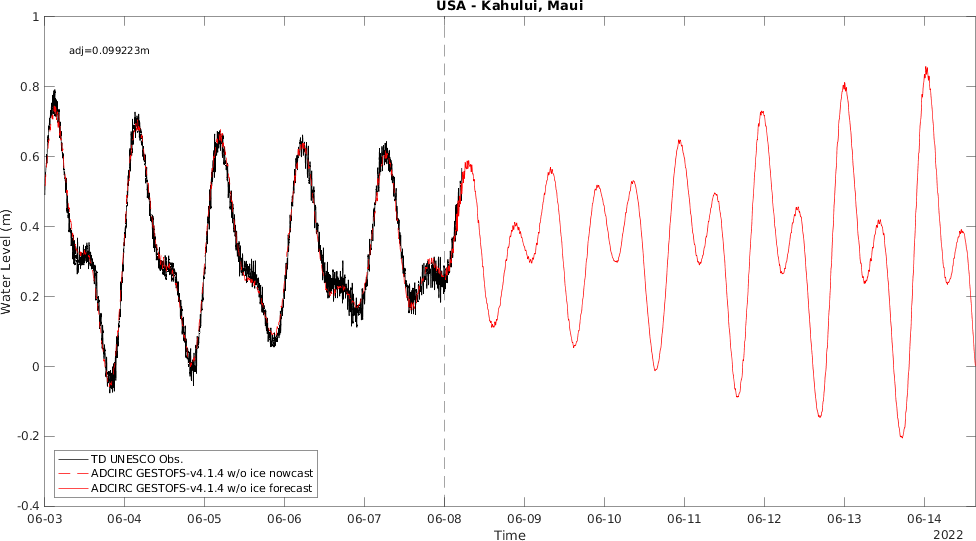 USA - Kahului, Maui
adj=0.099223m
Water Level (m)
1
0.8
0.6
0.4
0.2
0
-0.2
-0.4
TD UNESCO Obs.
ADCIRC GESTOFS-v4.1.4 w/o ice nowcast
ADCIRC GESTOFS-v4.1.4 w/o ice forecast
06-03 06-04 06-05 06-06 06-07 06-08 06-09 06-10 06-11 06-12 06-13 06-14
Time
2022